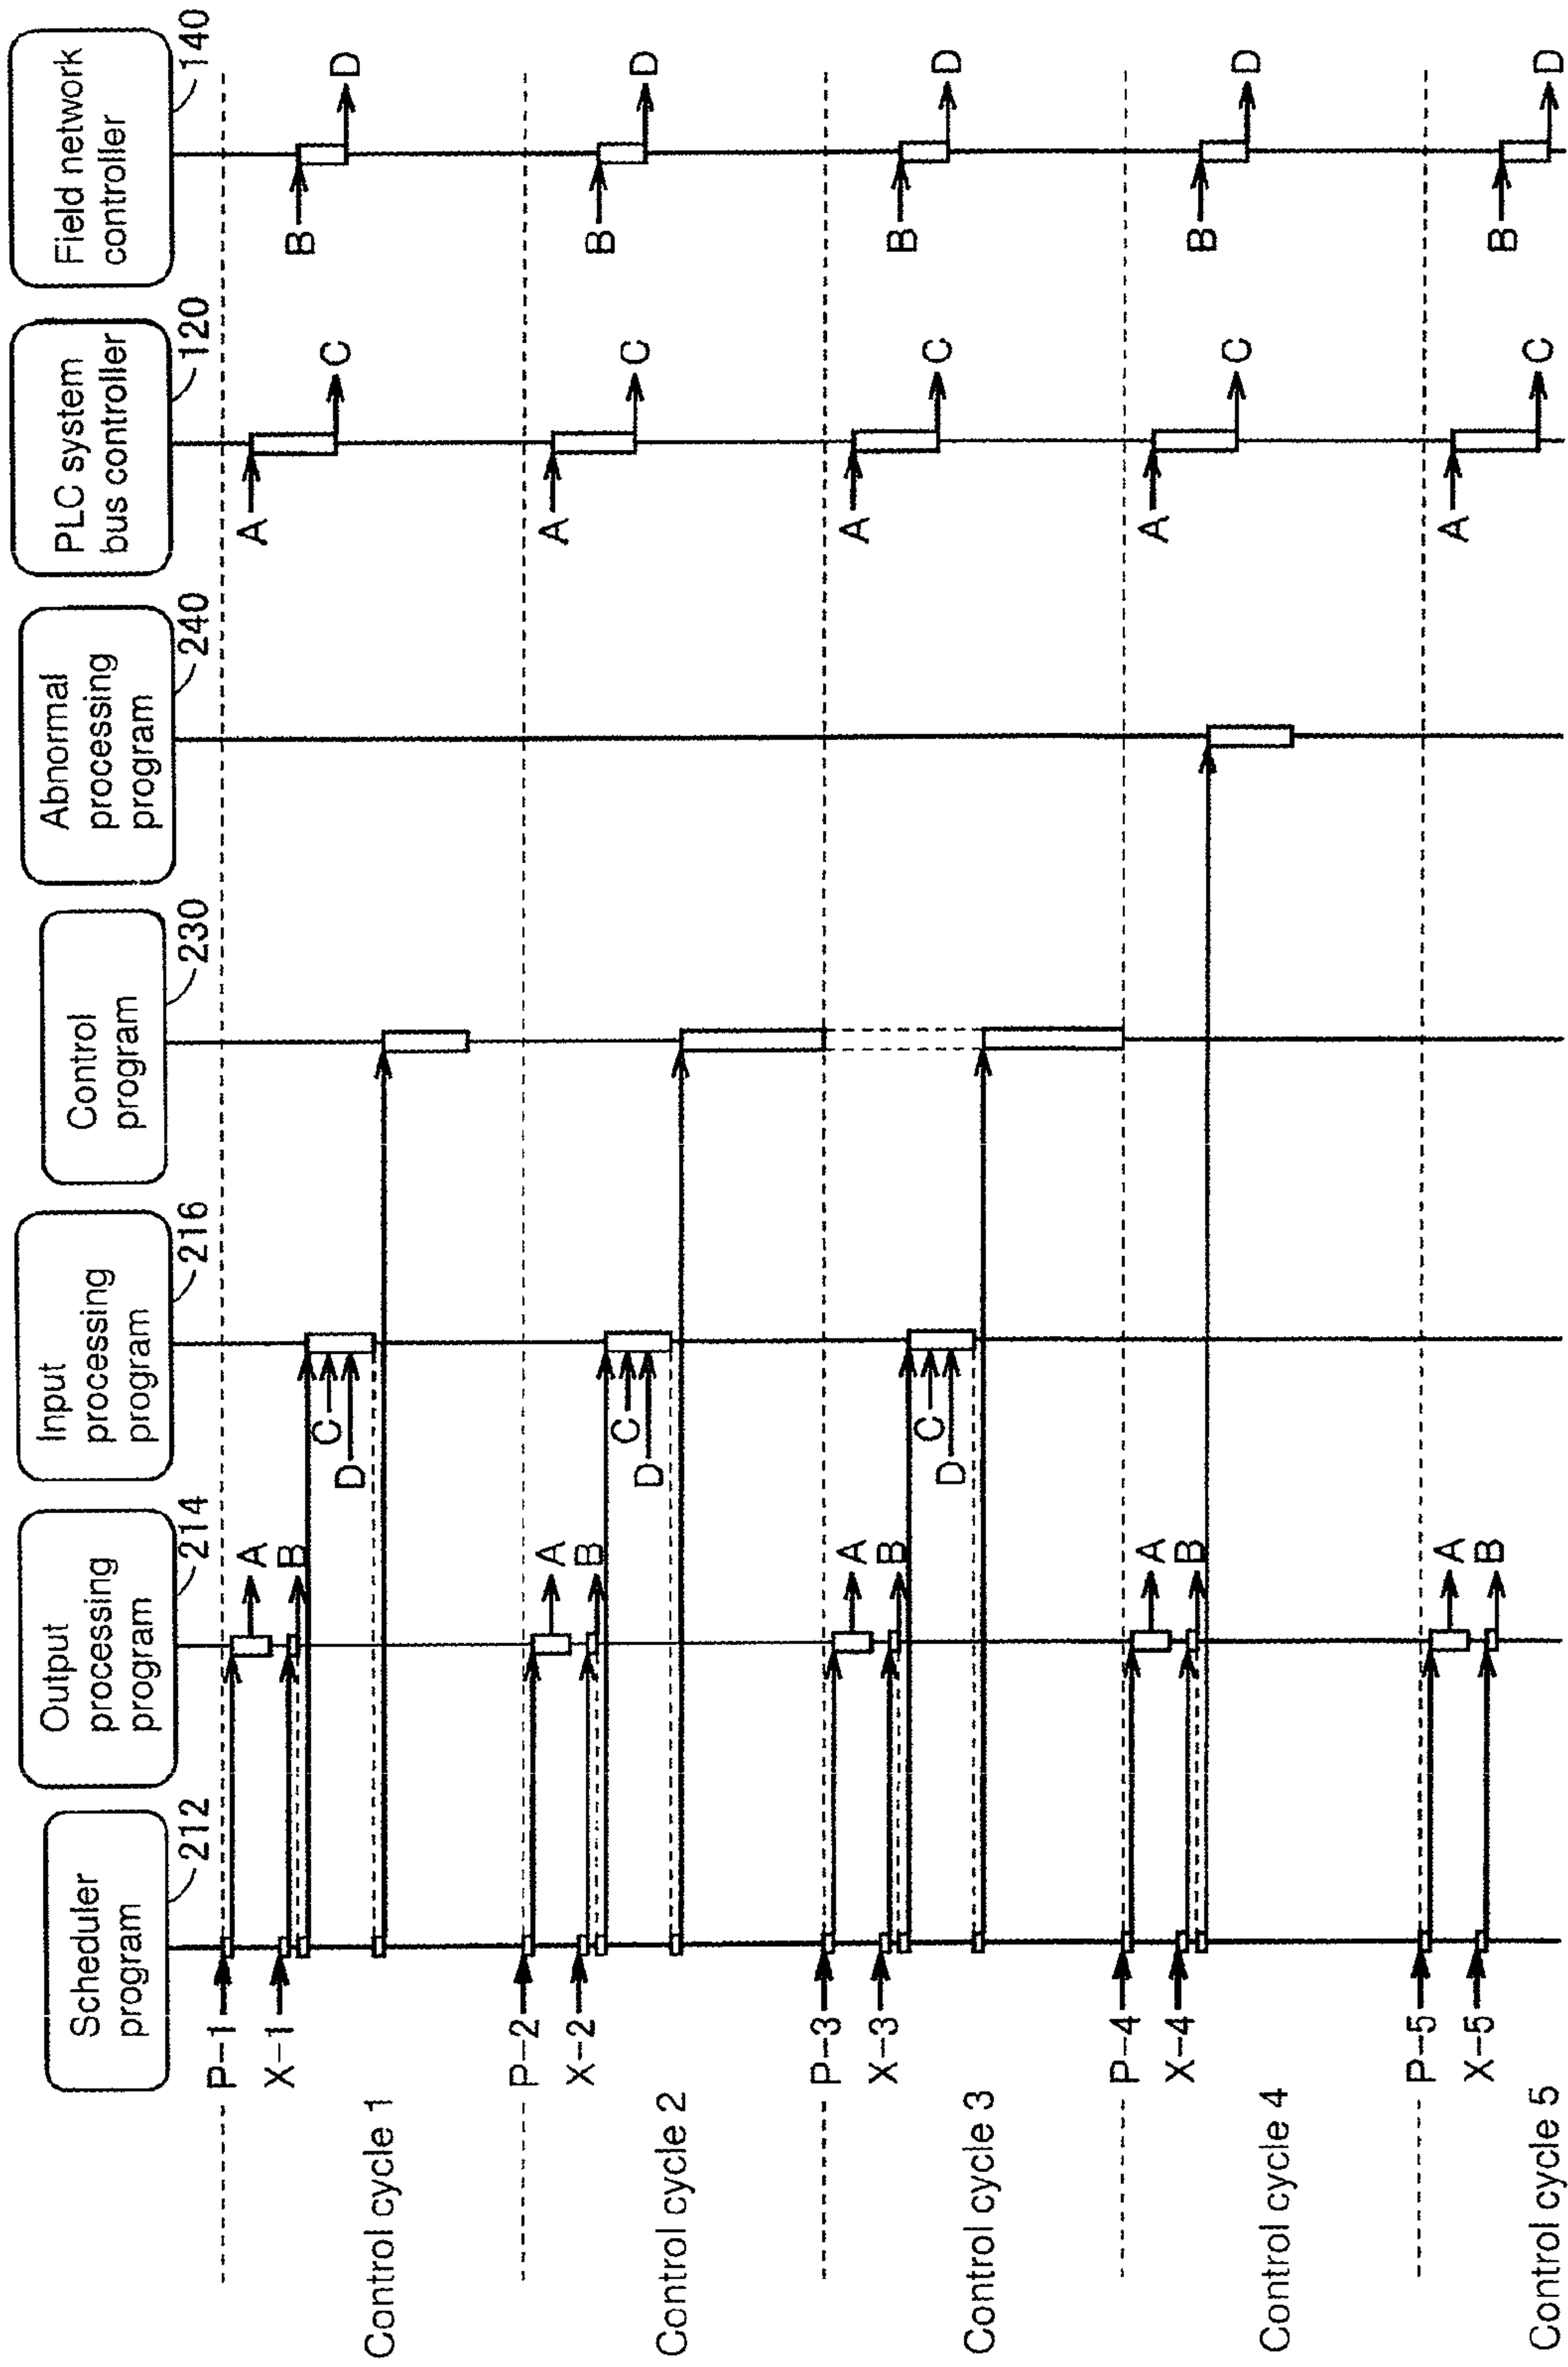 Scheduler
program
212
Output
processing
program
214
Input
processing
program
216
Control
program
230
Abnormal
processing
program
240
PLC system
bus controller
120
Field network
controller
140
Control cycle 1
P-1
X-1
A
B
C
D
A
C
B
D
Control cycle 2
P-2
X-2
A
B
C
D
A
C
B
D
Control cycle 3
P-3
X-3
A
B
C
D
A
C
B
D
Control cycle 4
P-4
X-4
A
B
A
C
B
D
Control cycle 5
P-5
X-5
A
B
A
C
B
D